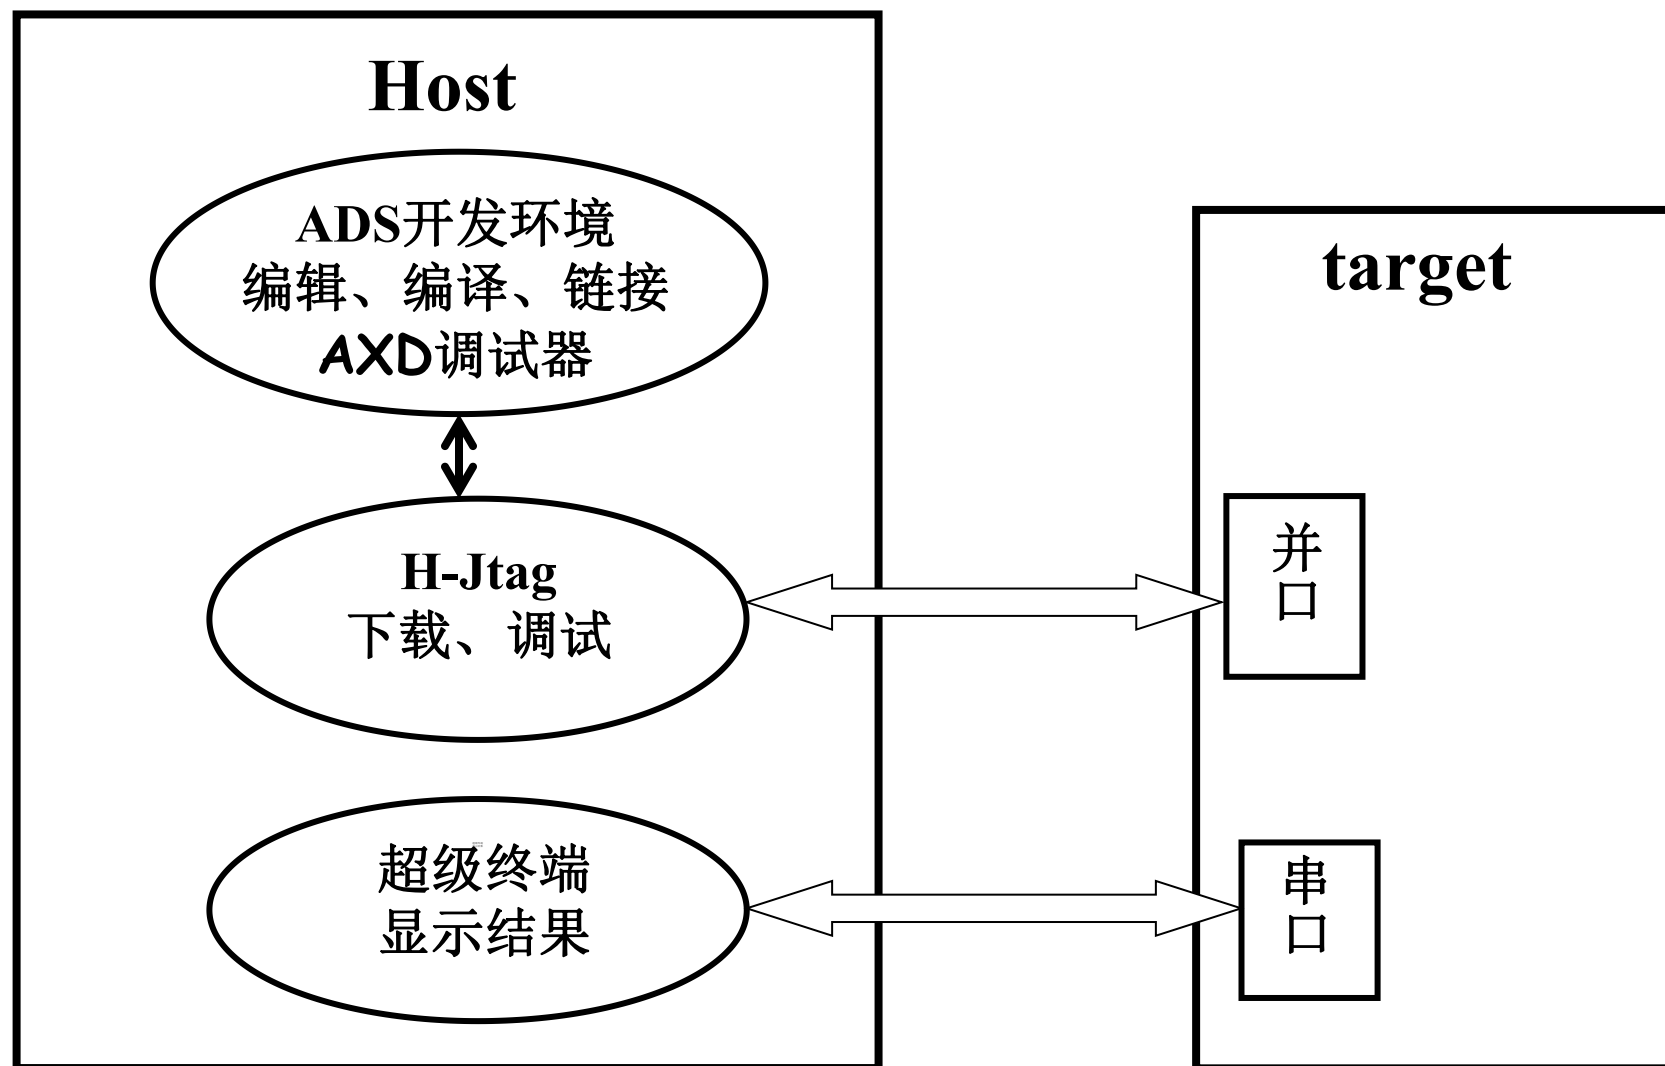 Host
ADS开发环境
编辑、编译、链接
AXD调试器
H-Jtag
下载、调试
超级终端
显示结果
target
并
口
串
口